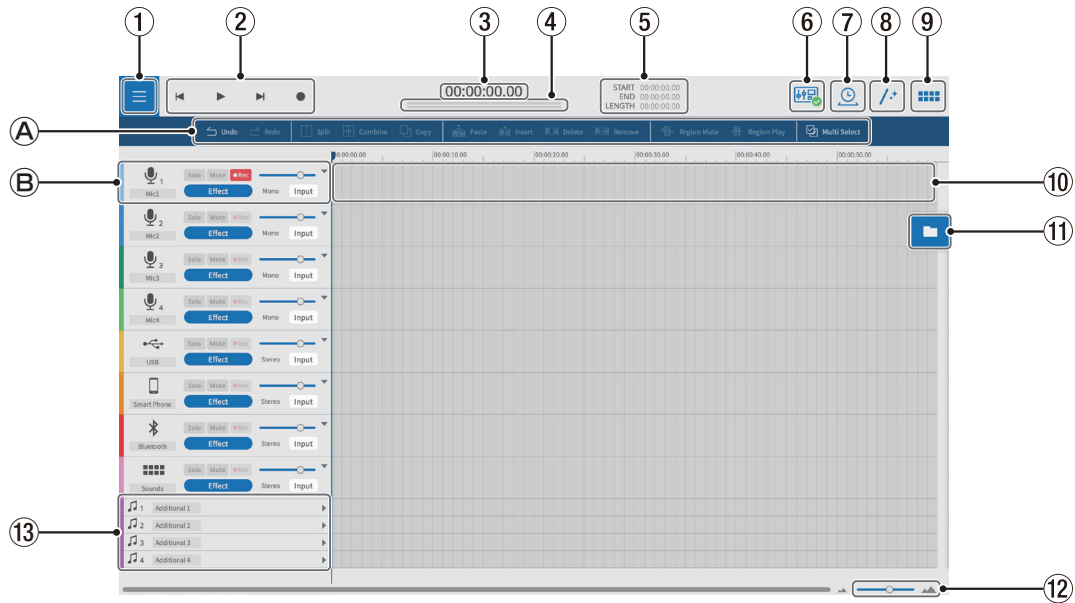 1 2 3 4 5 6 7 8 9
00:00:00.00
START 00:00:00.00
END 00:00:00.00
LENGTH 00:00:00.00
A Undo Redo Split Combine Copy Paste Insert Delete Remove Region Mute Region Play Multi Select
00:00:00.00 00:00:10.00 00:00:20.00 00:00:30.00 00:00:40.00 00:00:50.00
B 1 Solo Mute Rec 10
Mic1 Effect Mono Input
2 Solo Mute Rec
Mic2 Effect Mono Input 11
3 Solo Mute Rec
Mic3 Effect Mono Input
4 Solo Mute Rec
Mic4 Effect Mono Input
Solo Mute Rec
USB Effect Stereo Input
Solo Mute Rec
Smart Phone Effect Stereo Input
Solo Mute Rec
Bluetooth Effect Stereo Input
Solo Mute Rec
Sounds Effect Stereo Input
1 Additional 1
2 Additional 2
13
3 Additional 3
4 Additional 4
12